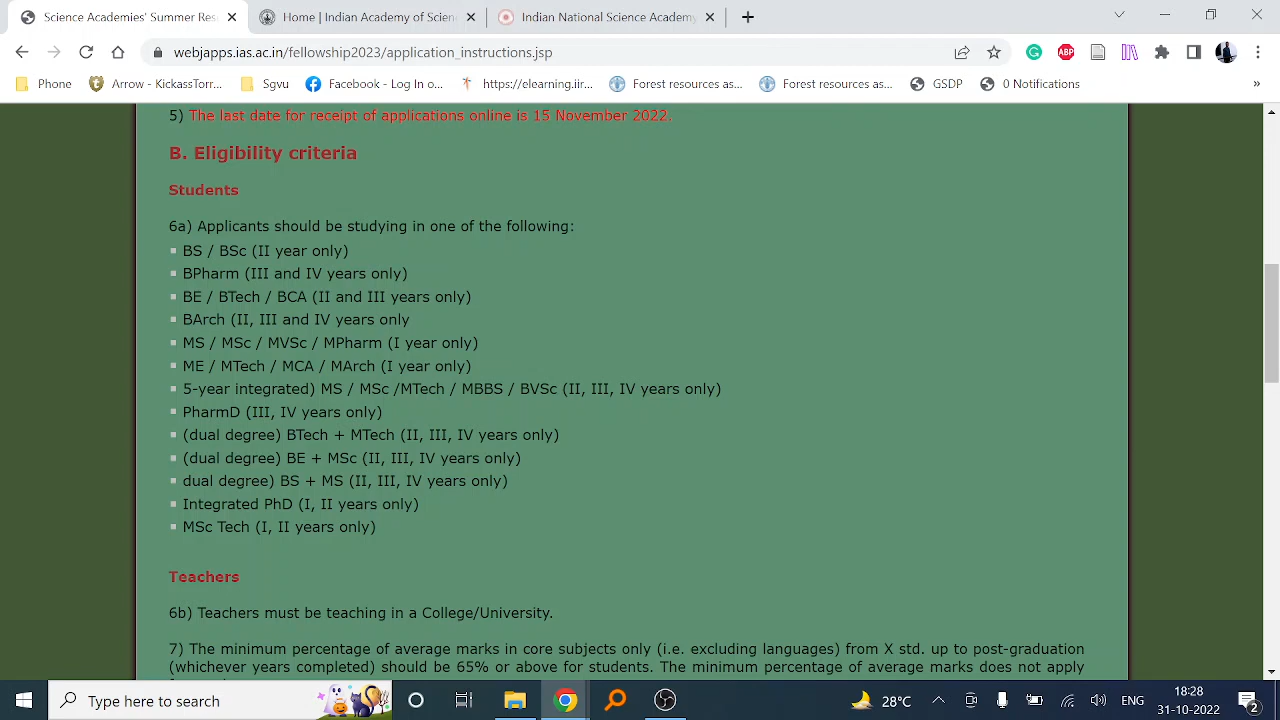 Science Academies' Summer Res
Home | Indian Academy of Scienc
Indian National Science Academy
webjapps.ias.ac.in/fellowship2023/application_instructions.jsp
Phone
Arrow - KickassTorr...
Sgvu
Facebook - Log In o...
https://elearning.iir...
Forest resources as...
Forest resources as...
GSDP
0 Notifications
»
5) The last date for receipt of applications online is 15 November 2022.
B. Eligibility criteria
Students
6a) Applicants should be studying in one of the following:
BS / BSc (II year only)
BPharm (III and IV years only)
BE / BTech / BCA (II and III years only)
BArch (II, III and IV years only
MS / MSc / MVSc / MPharm (I year only)
ME / MTech / MCA / MArch (I year only)
5-year integrated) MS / MSc /MTech / MBBS / BVSc (II, III, IV years only)
PharmD (III, IV years only)
(dual degree) BTech + MTech (II, III, IV years only)
(dual degree) BE + MSc (II, III, IV years only)
dual degree) BS + MS (II, III, IV years only)
Integrated PhD (I, II years only)
MSc Tech (I, II years only)
Teachers
6b) Teachers must be teaching in a College/University.
7) The minimum percentage of average marks in core subjects only (i.e. excluding languages) from X std. up to post-graduation
(whichever years completed) should be 65% or above for students. The minimum percentage of average marks does not apply
Type here to search
28°C
ENG
18:28
31-10-2022
2